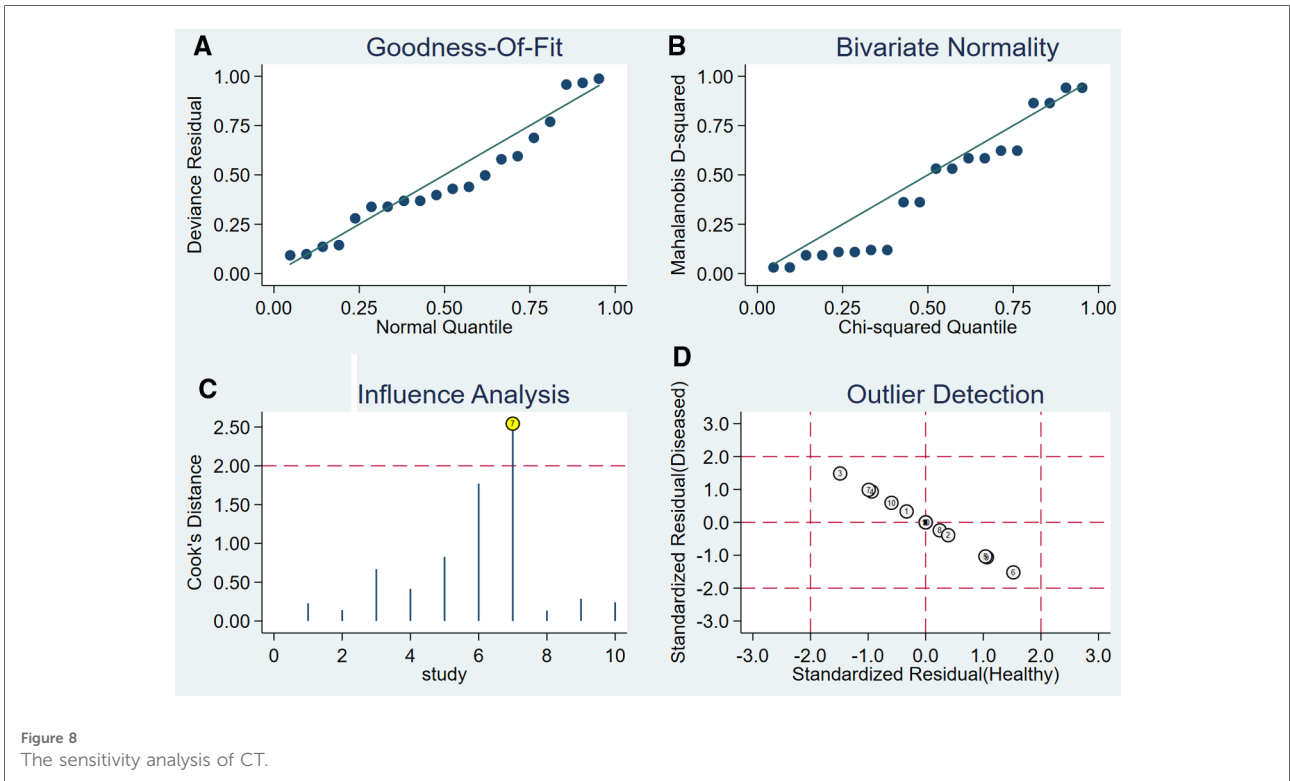 A
Goodness-Of-Fit
Deviance Residual
1.00
0.75
0.50
0.25
0.00
0.00 0.25 0.50 0.75 1.00
Normal Quantile
B
Bivariate Normality
Mahalanobis D-squared
1.00
0.75
0.50
0.25
0.00
0.00 0.25 0.50 0.75 1.00
Chi-squared Quantile
C
Influence Analysis
Cook's Distance
2.50
2.00
1.50
1.00
0.50
0.00
7
0 2 4 6 8 10
study
D
Outlier Detection
Standardized Residual(Diseased)
3.0
2.0
1.0
0.0
-1.0
-2.0
-3.0
3
7
10
1
8
2
6
-3.0 -2.0 -1.0 0.0 1.0 2.0 3.0
Standardized Residual(Healthy)
Figure 8
The sensitivity analysis of CT.